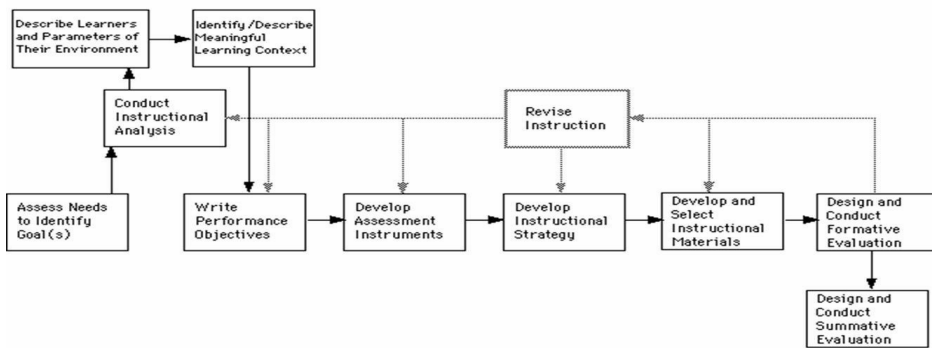 Describe Learners
and Parameters of
Their Environment
Identify/Describe
Meaningful
Learning Context
Conduct
Instructional
Analysis
Revise
Instruction
Assess Needs
to Identify
Goal(s)
Write
Performance
Objectives
Develop
Assessment
Instruments
Develop
Instructional
Strategy
Develop and
Select
Instructional
Materials
Design and
Conduct
Formative
Evaluation
Design and
Conduct
Summative
Evaluation